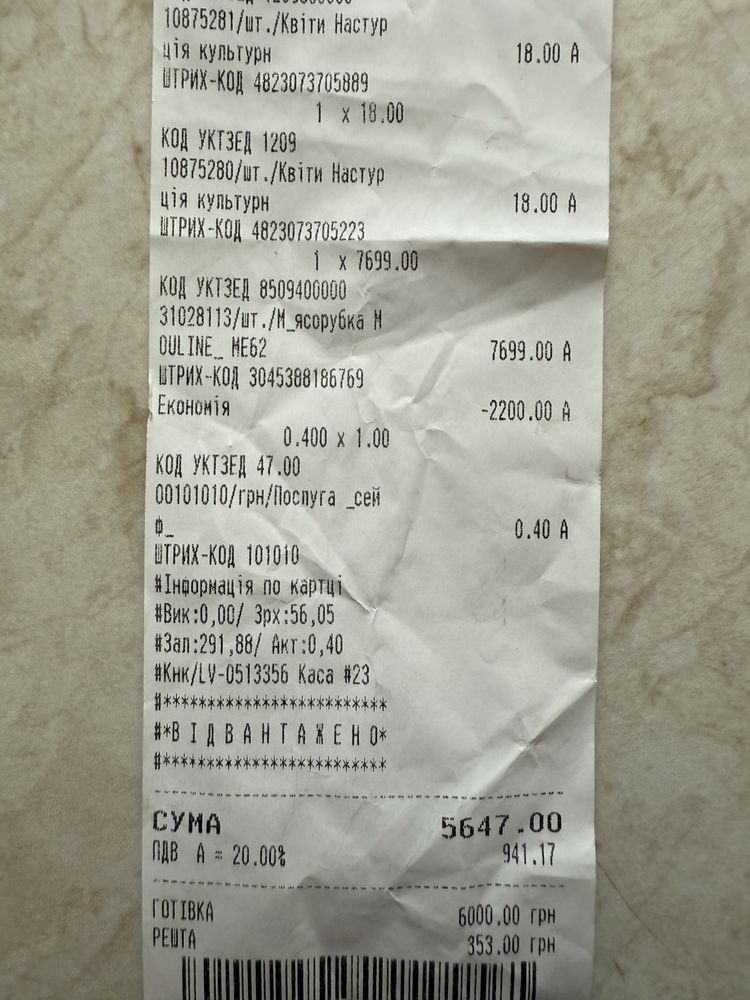 10875281/шт./Квіти Настур
ція культурн 18.00 А
ШТРИХ-КОД 4823073705889
1 x 18.00
КОД УКТЗЕД 1209
10875280/шт./Квіти Настур
ція культурн 18.00 А
ШТРИХ-КОД 4823073705223
1 x 7699.00
КОД УКТЗЕД 8509400000
31028113/шт./М_ясорубка M
OULINE_ ME62 7699.00 А
ШТРИХ-КОД 3045388186769
Економія -2200.00 А
0.400 x 1.00
КОД УКТЗЕД 47.00
00101010/грн/Послуга _сей
ф_ 0.40 А
ШТРИХ-КОД 101010
#Інформація по картці
#Вик:0,00/ Зрх:56,05
#Зал:291,88/ Акт:0,40
#Кнк/LV-0513356 Каса #23
#*************************
#*В І Д В А Н Т А Ж Е Н О*
#*************************
СУМА 5647.00
ПДВ А = 20.00% 941.17
ГОТІВКА 6000.00 грн
РЕШТА 353.00 грн